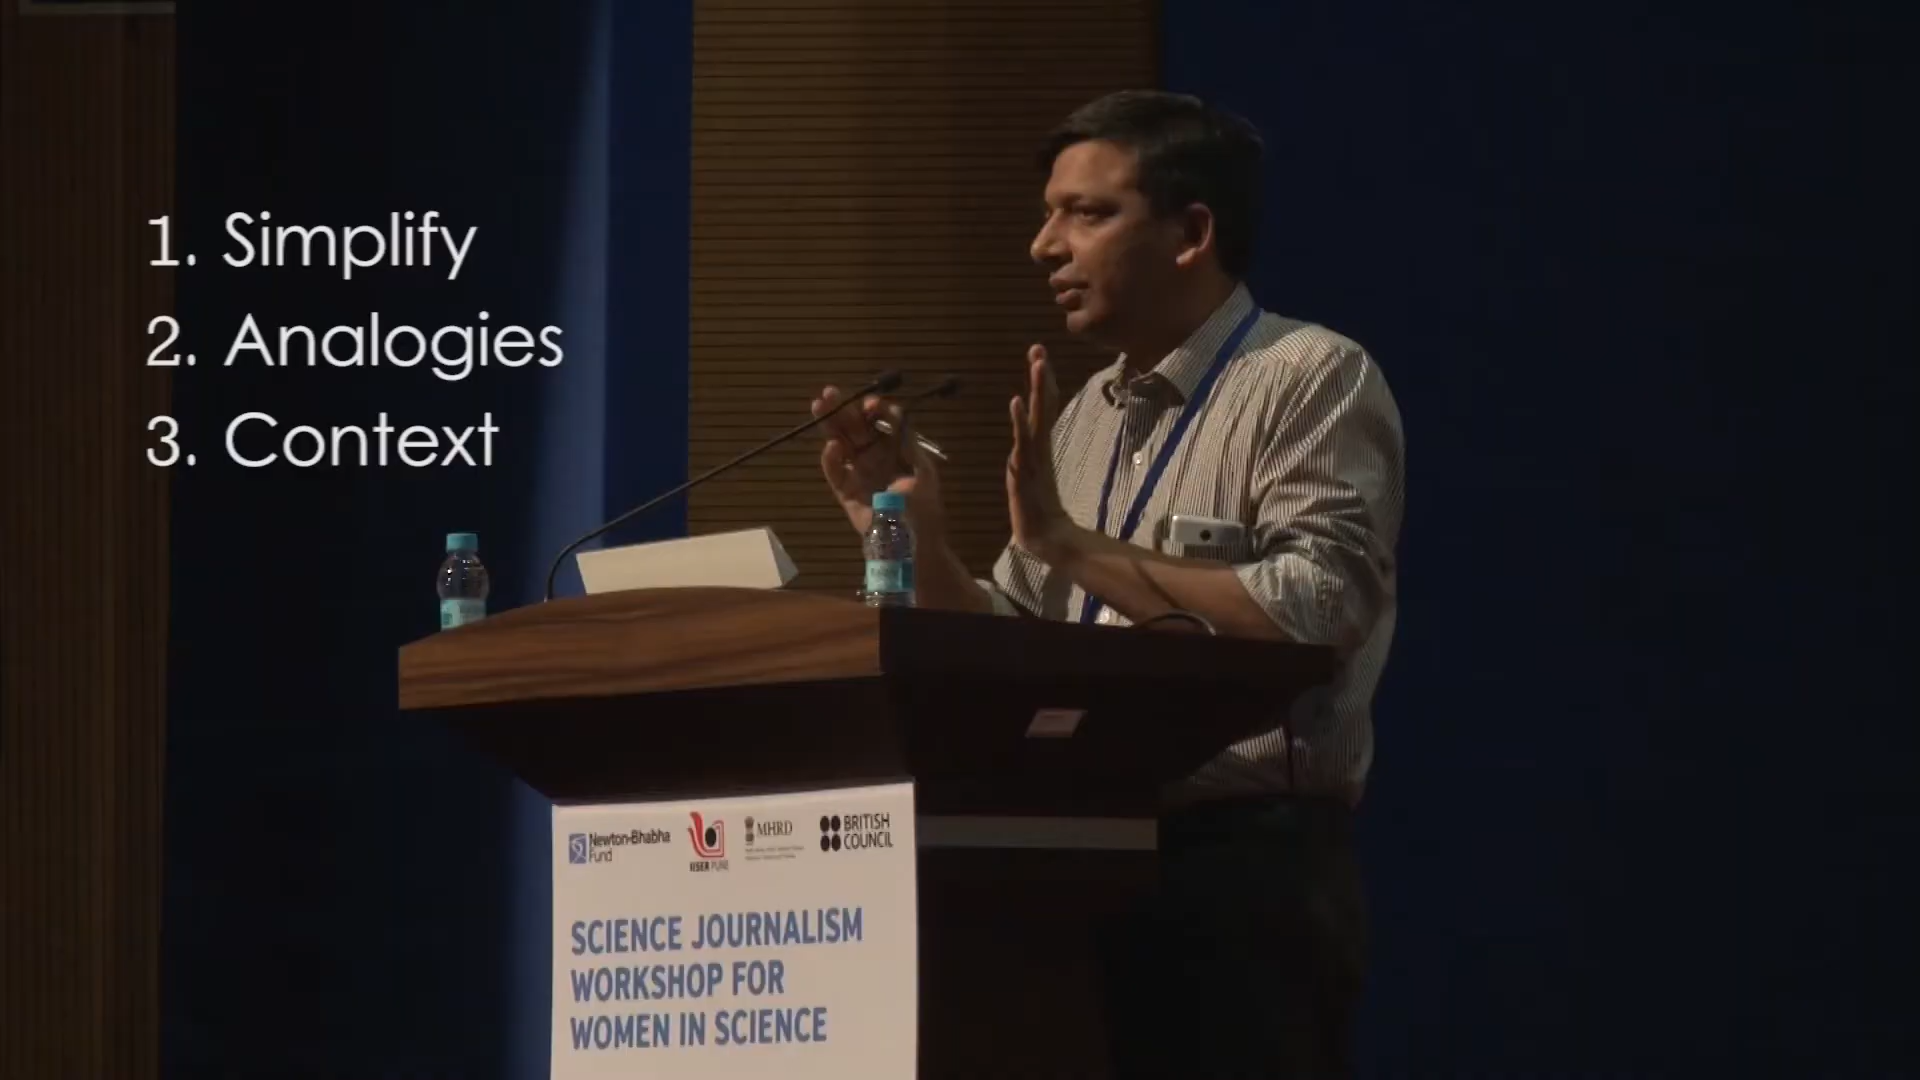 1. Simplify
2. Analogies
3. Context
Newton-Bhabha
Fund
IISER PUNE
MHRD
BRITISH
COUNCIL
SCIENCE JOURNALISM
WORKSHOP FOR
WOMEN IN SCIENCE